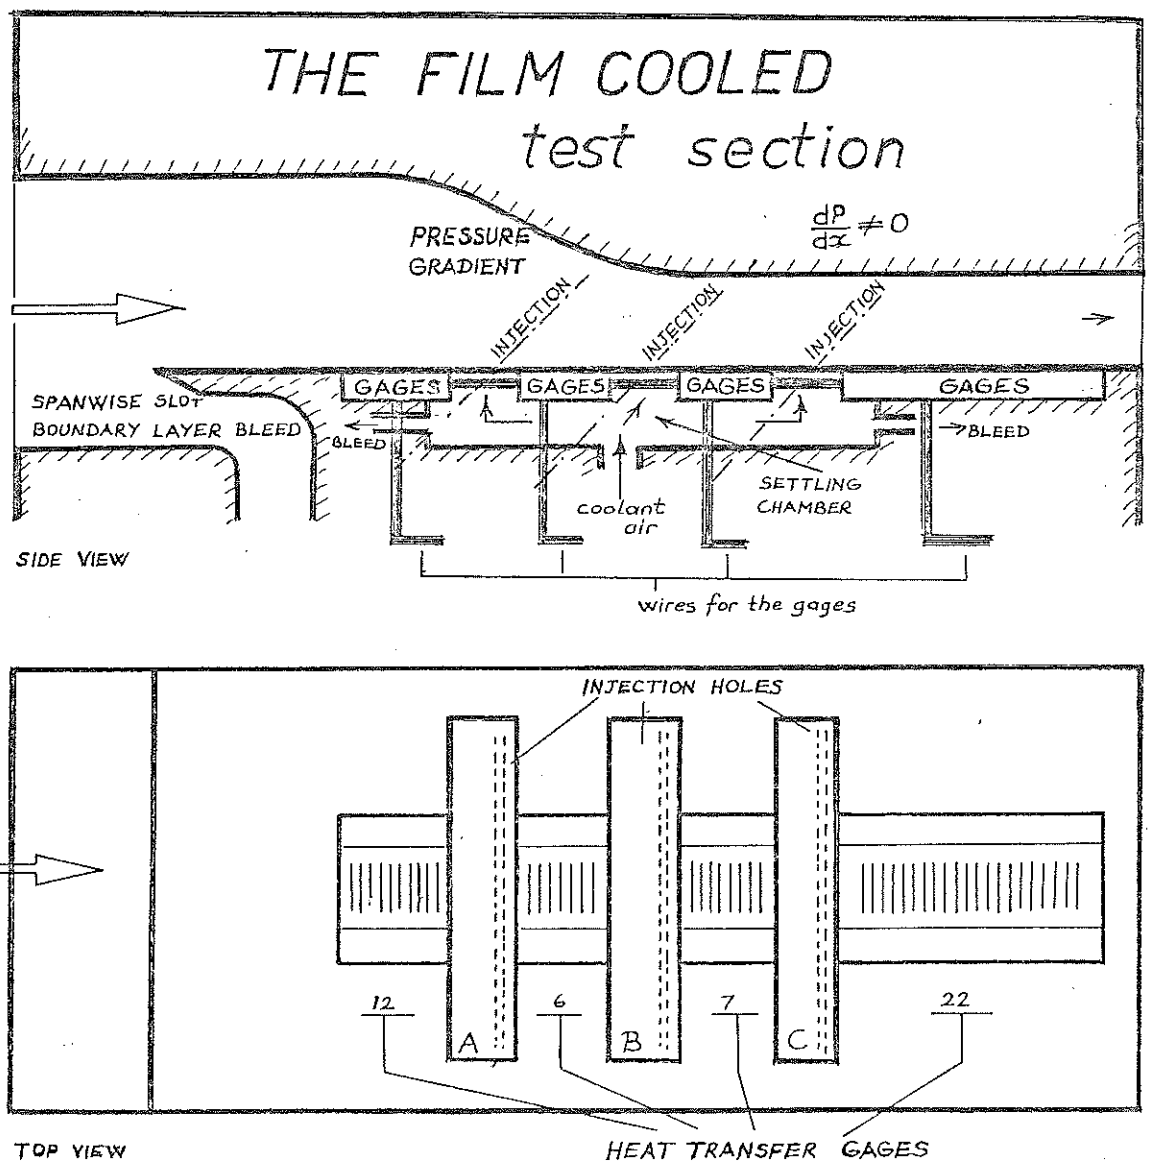 THE FILM COOLED
test section
dP/dx ≠ 0
PRESSURE
GRADIENT
INJECTION
INJECTION
INJECTION
GAGES
GAGES
GAGES
GAGES
SPANWISE SLOT
BOUNDARY LAYER BLEED
BLEED
BLEED
SETTLING
CHAMBER
coolant
air
SIDE VIEW
wires for the gages
INJECTION HOLES
12
6
7
22
A
B
C
TOP VIEW
HEAT TRANSFER GAGES